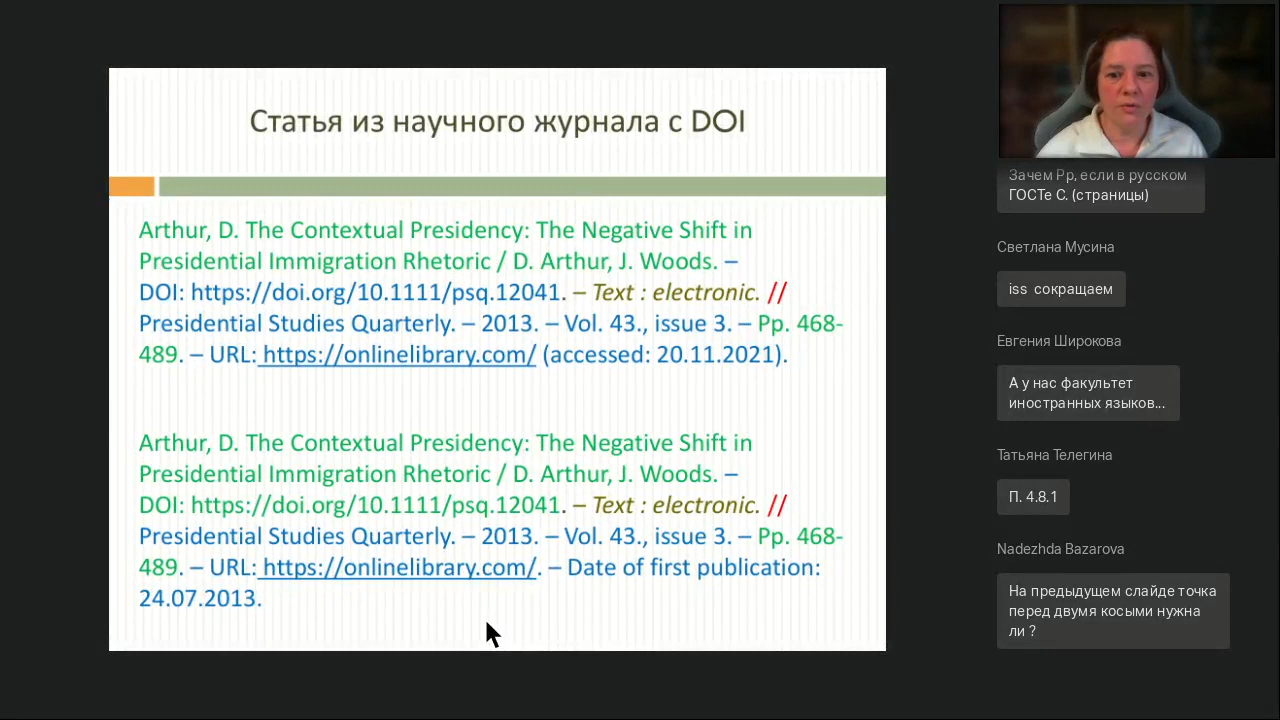 Статья из научного журнала с DOI
Arthur, D. The Contextual Presidency: The Negative Shift in
Presidential Immigration Rhetoric / D. Arthur, J. Woods. –
DOI: https://doi.org/10.1111/psq.12041. – Text : electronic. //
Presidential Studies Quarterly. – 2013. – Vol. 43., issue 3. – Pp. 468-
489. – URL: https://onlinelibrary.com/ (accessed: 20.11.2021).
Arthur, D. The Contextual Presidency: The Negative Shift in
Presidential Immigration Rhetoric / D. Arthur, J. Woods. –
DOI: https://doi.org/10.1111/psq.12041. – Text : electronic. //
Presidential Studies Quarterly. – 2013. – Vol. 43., issue 3. – Pp. 468-
489. – URL: https://onlinelibrary.com/. – Date of first publication:
24.07.2013.
Зачем Рр, если в русском
ГОСТе С. (страницы)
Светлана Мусина
iss сокращаем
Евгения Широкова
А у нас факультет
иностранных языков...
Татьяна Телегина
П. 4.8.1
Nadezhda Bazarova
На предыдущем слайде точка
перед двумя косыми нужна
ли ?